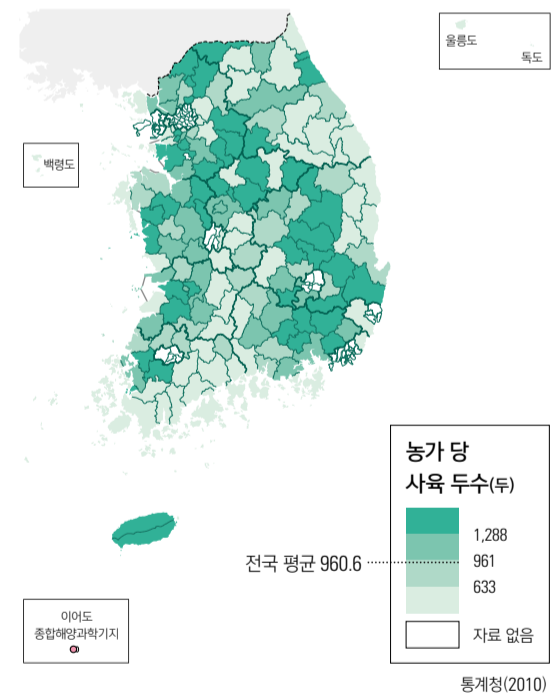 울릉도
독도
백령도
농가 당
사육 두수(두)
1,288
961
633
전국 평균 960.6
자료 없음
이어도
종합해양과학기지
통계청(2010)